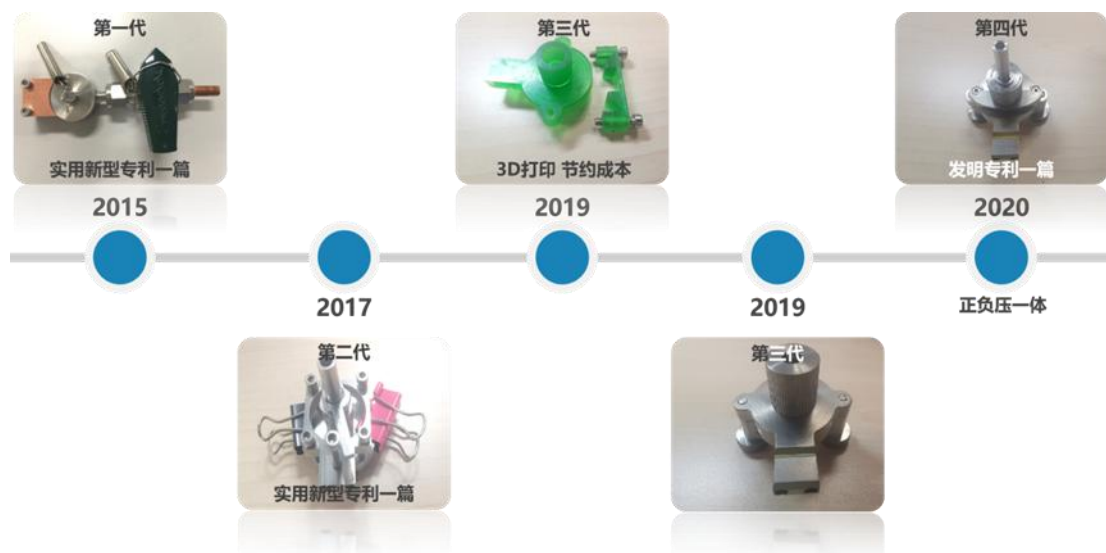 第一代
实用新型专利一篇
2015
第二代
实用新型专利一篇
2017
第三代
3D打印 节约成本
2019
第三代
2019
第四代
发明专利一篇
2020
正负压一体